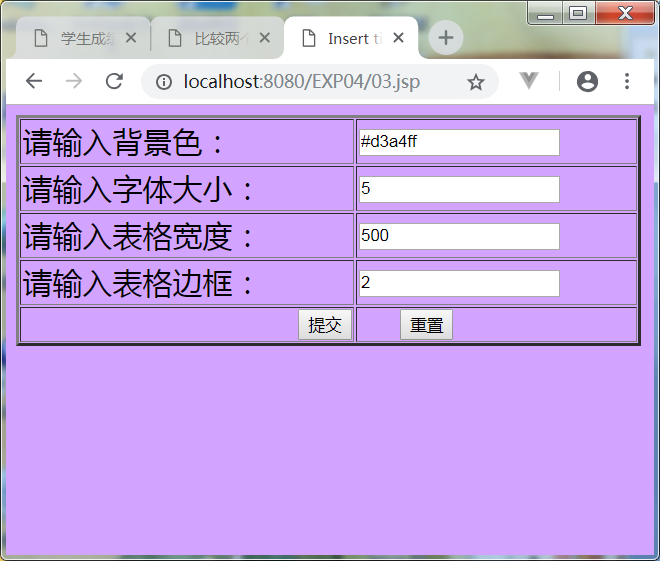 学生成绩
比较两个
Insert ti
localhost:8080/EXP04/03.jsp
请输入背景色： #d3a4ff
请输入字体大小： 5
请输入表格宽度： 500
请输入表格边框： 2
提交 重置